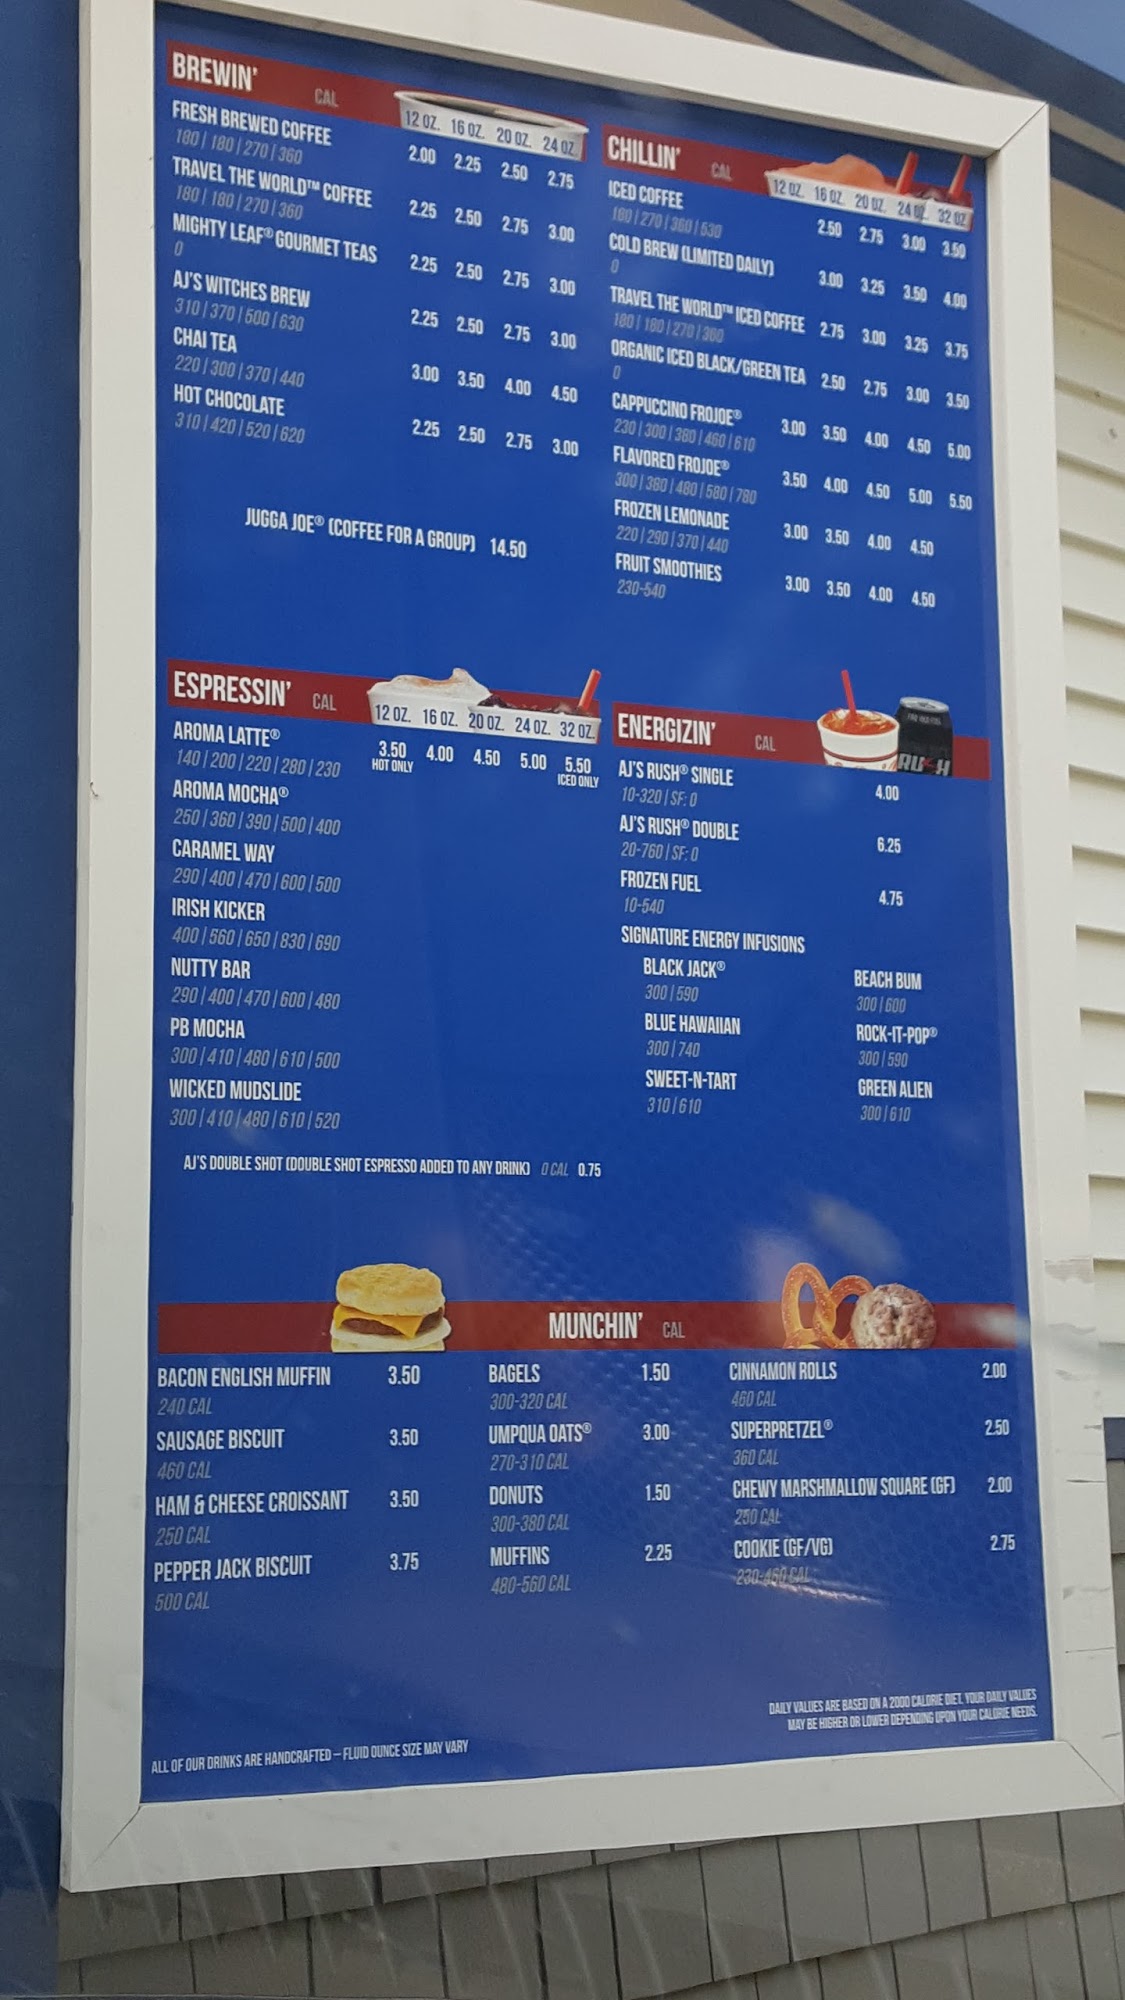 BREWIN' CAL
12 OZ. 16 OZ. 20 OZ. 24 OZ.
FRESH BREWED COFFEE 2.00 2.25 2.50 2.75
180 | 180 | 270 | 360
TRAVEL THE WORLD™ COFFEE 2.25 2.50 2.75 3.00
180 | 180 | 270 | 360
MIGHTY LEAF® GOURMET TEAS 2.25 2.50 2.75 3.00
0
AJ'S WITCHES BREW 2.25 2.50 2.75 3.00
310 | 370 | 500 | 630
CHAI TEA 3.00 3.50 4.00 4.50
220 | 300 | 370 | 440
HOT CHOCOLATE 2.25 2.50 2.75 3.00
310 | 420 | 520 | 620
JUGGA JOE® (COFFEE FOR A GROUP) 14.50
CHILLIN' CAL
12 OZ. 16 OZ. 20 OZ. 24 OZ. 32 OZ.
ICED COFFEE 2.50 2.75 3.00 3.50
180 | 270 | 360 | 530
COLD BREW (LIMITED DAILY) 3.00 3.25 3.50 4.00
0
TRAVEL THE WORLD™ ICED COFFEE 2.75 3.00 3.25 3.75
180 | 180 | 270 | 360
ORGANIC ICED BLACK/GREEN TEA 2.50 2.75 3.00 3.50
0
CAPPUCCINO FROJOE® 3.00 3.50 4.00 4.50 5.00
230 | 300 | 380 | 460 | 610
FLAVORED FROJOE® 3.50 4.00 4.50 5.00 5.50
300 | 380 | 480 | 580 | 780
FROZEN LEMONADE 3.00 3.50 4.00 4.50
220 | 290 | 370 | 440
FRUIT SMOOTHIES 3.00 3.50 4.00 4.50
230-540
ESPRESSIN' CAL
12 OZ. 16 OZ. 20 OZ. 24 OZ. 32 OZ.
AROMA LATTE® 3.50 4.00 4.50 5.00 5.50
HOT ONLY ICED ONLY
140 | 200 | 220 | 280 | 230
AROMA MOCHA®
250 | 360 | 390 | 500 | 400
CARAMEL WAY
290 | 400 | 470 | 600 | 500
IRISH KICKER
400 | 560 | 650 | 830 | 690
NUTTY BAR
290 | 400 | 470 | 600 | 480
PB MOCHA
300 | 410 | 480 | 610 | 500
WICKED MUDSLIDE
300 | 410 | 480 | 610 | 520
AJ'S DOUBLE SHOT (DOUBLE SHOT ESPRESSO ADDED TO ANY DRINK) 0 CAL 0.75
ENERGIZIN' CAL
AJ'S RUSH® SINGLE 4.00
10-320 | SF: 0
AJ'S RUSH® DOUBLE 6.25
20-760 | SF: 0
FROZEN FUEL 4.75
10-540
SIGNATURE ENERGY INFUSIONS
BLACK JACK® BEACH BUM
300 | 590 300 | 600
BLUE HAWAIIAN ROCK-IT-POP®
300 | 740 300 | 590
SWEET-N-TART GREEN ALIEN
310 | 610 300 | 610
MUNCHIN' CAL
BACON ENGLISH MUFFIN 3.50
240 CAL
SAUSAGE BISCUIT 3.50
460 CAL
HAM & CHEESE CROISSANT 3.50
250 CAL
PEPPER JACK BISCUIT 3.75
500 CAL
BAGELS 1.50
300-320 CAL
UMPQUA OATS® 3.00
270-310 CAL
DONUTS 1.50
300-380 CAL
MUFFINS 2.25
480-560 CAL
CINNAMON ROLLS 2.00
460 CAL
SUPERPRETZEL® 2.50
360 CAL
CHEWY MARSHMALLOW SQUARE (GF) 2.00
250 CAL
COOKIE (GF/VG) 2.75
230-460 CAL
DAILY VALUES ARE BASED ON A 2000 CALORIE DIET. YOUR DAILY VALUES
MAY BE HIGHER OR LOWER DEPENDING UPON YOUR CALORIE NEEDS.
ALL OF OUR DRINKS ARE HANDCRAFTED – FLUID OUNCE SIZE MAY VARY